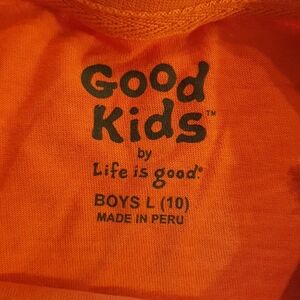 Good
Kids™
by
Life is good.®
BOYS L (10)
MADE IN PERU